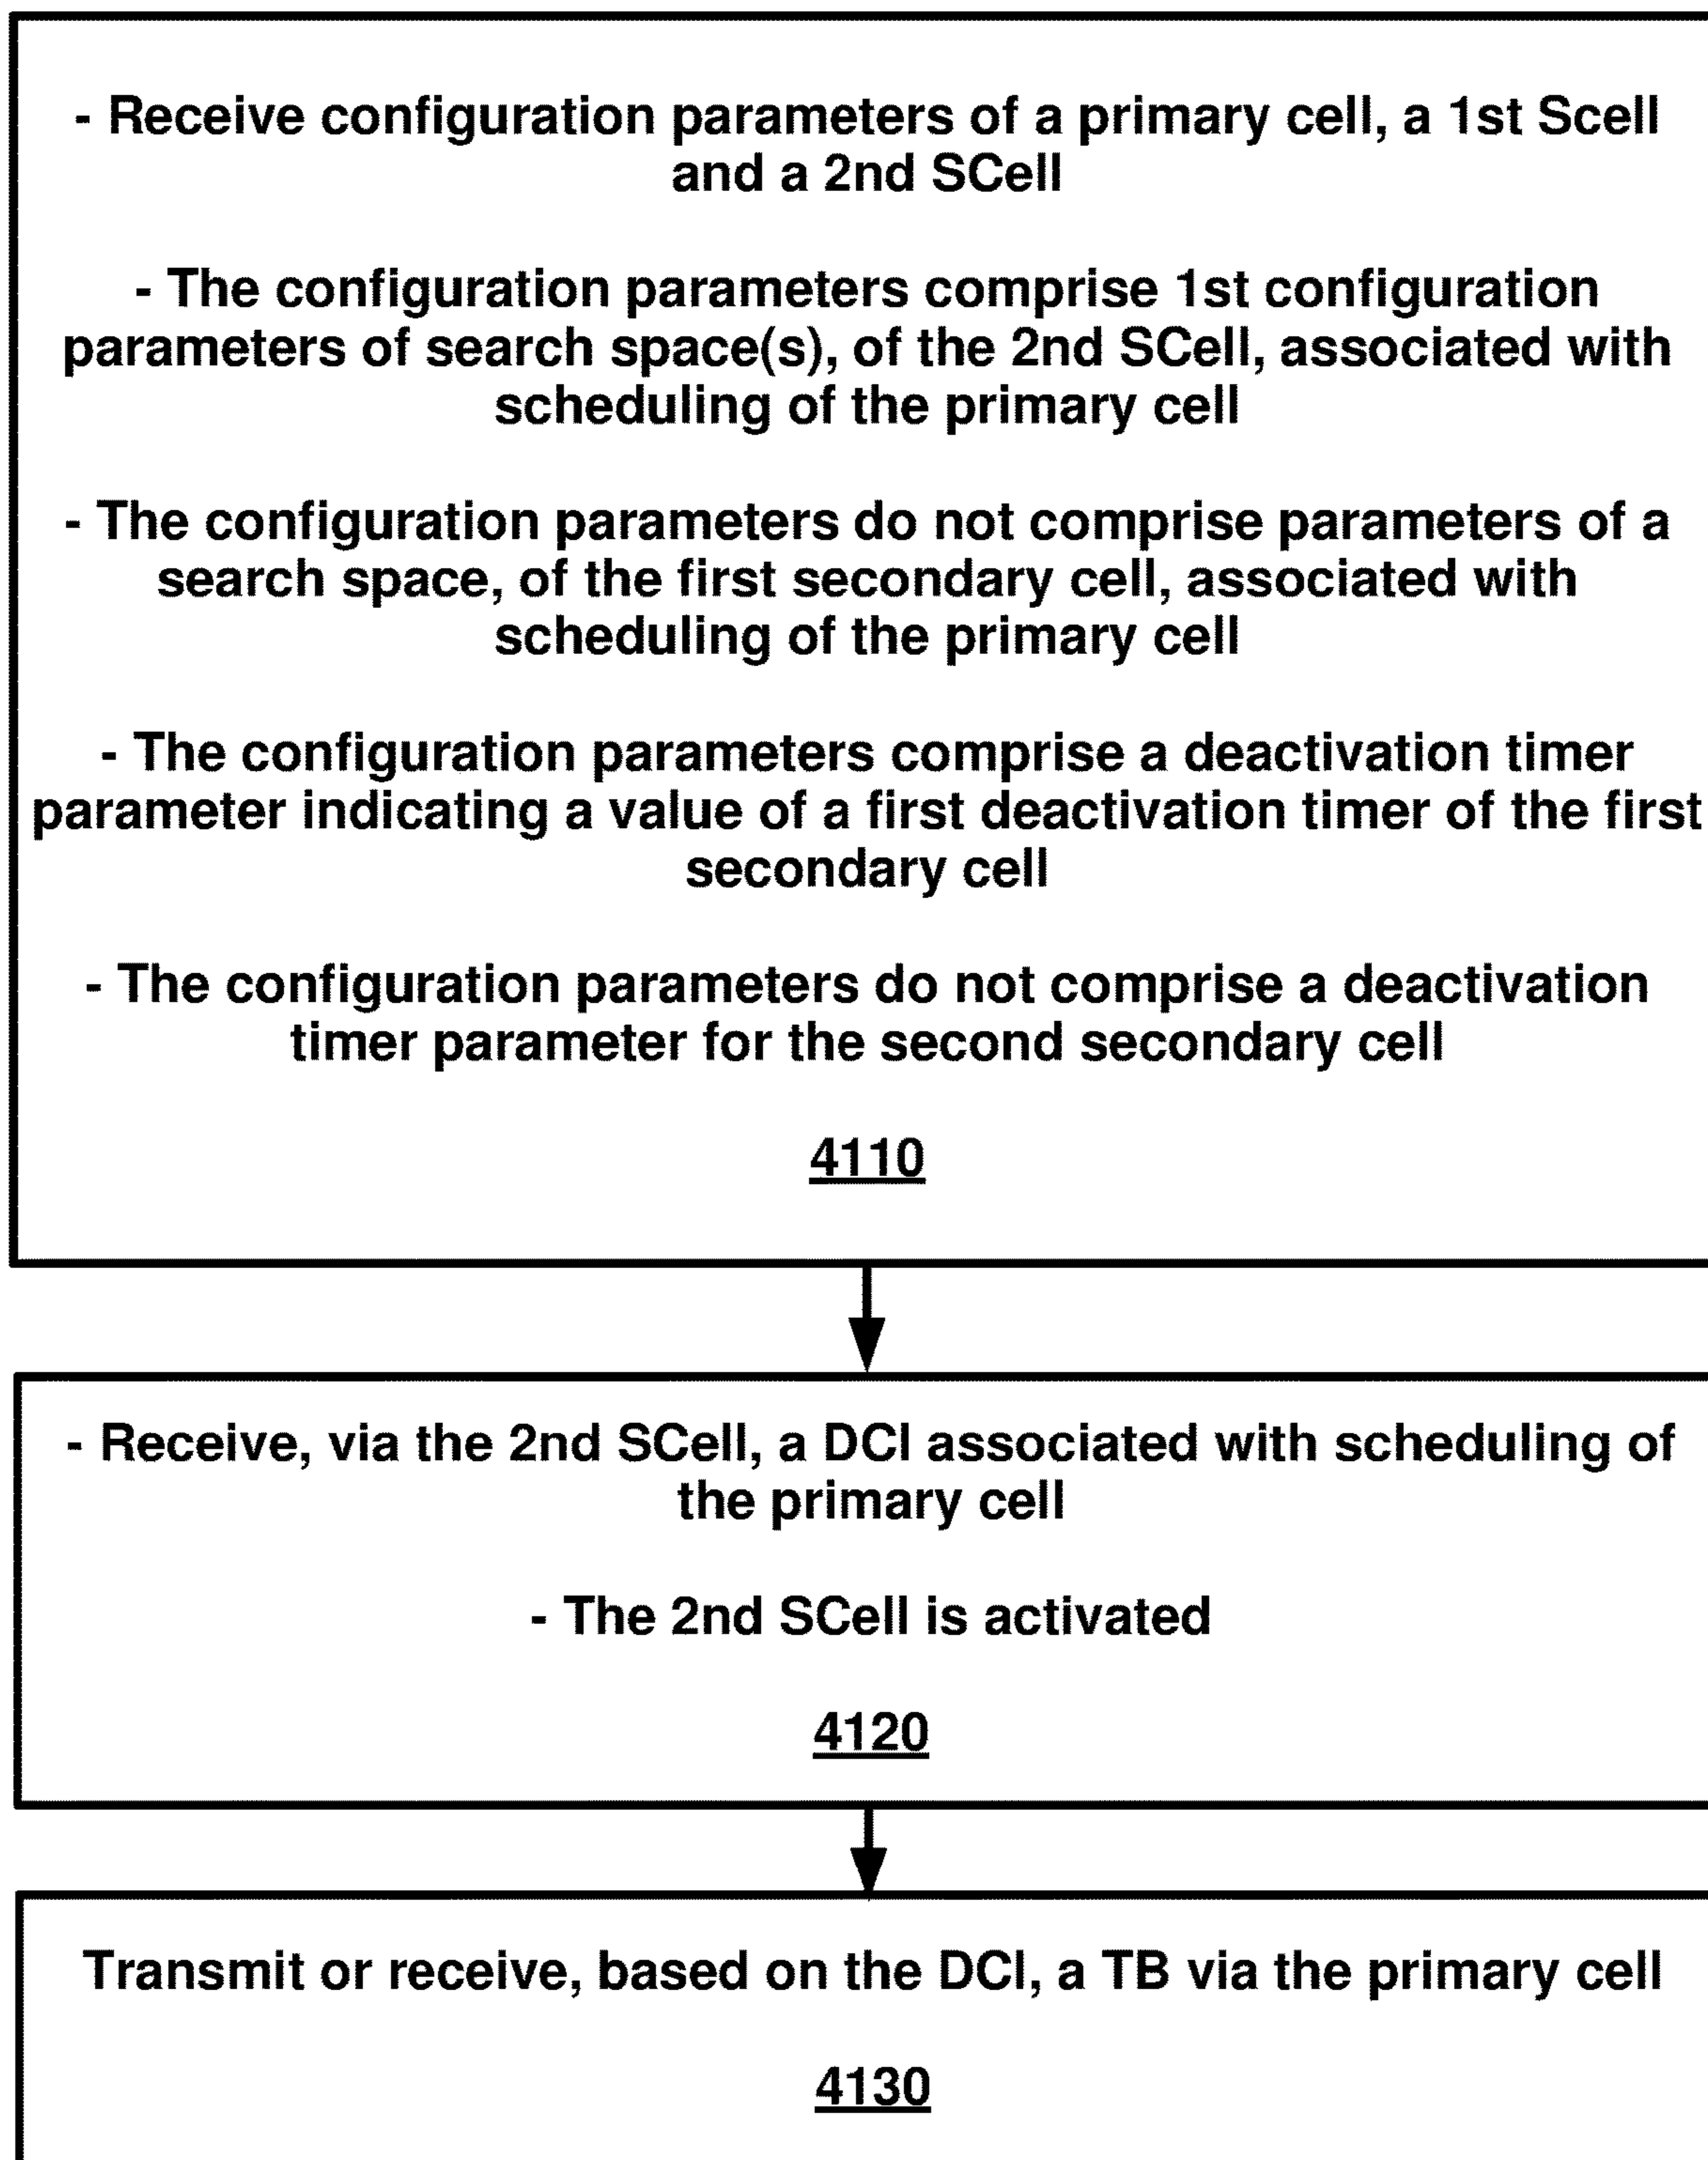 - Receive configuration parameters of a primary cell, a 1st Scell
and a 2nd SCell
- The configuration parameters comprise 1st configuration
parameters of search space(s), of the 2nd SCell, associated with
scheduling of the primary cell
- The configuration parameters do not comprise parameters of a
search space, of the first secondary cell, associated with
scheduling of the primary cell
- The configuration parameters comprise a deactivation timer
parameter indicating a value of a first deactivation timer of the first
secondary cell
- The configuration parameters do not comprise a deactivation
timer parameter for the second secondary cell
4110
- Receive, via the 2nd SCell, a DCI associated with scheduling of
the primary cell
- The 2nd SCell is activated
4120
Transmit or receive, based on the DCI, a TB via the primary cell
4130